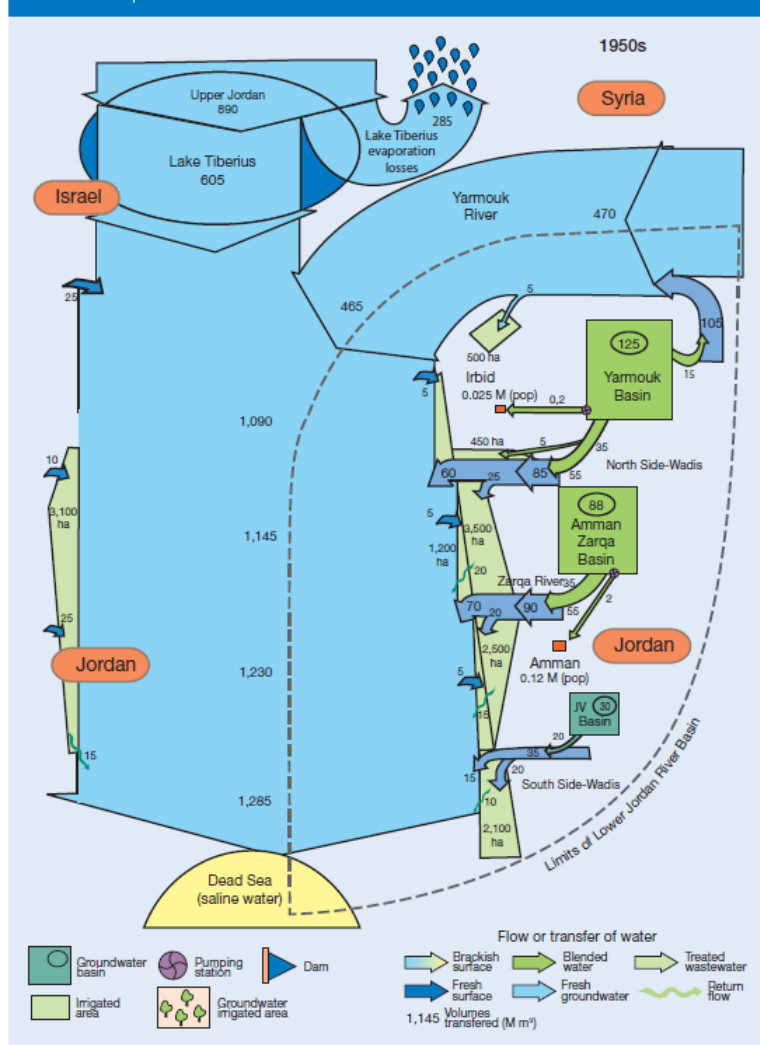 1950s
Syria
Upper Jordan
890
285
Lake Tiberius
evaporation
losses
Lake Tiberius
605
Israel
Yarmouk
River
470
25
465
5
105
500 ha
125
Yarmouk
Basin
15
Irbid
0.025 M (pop)
0,2
5
1,090
450 ha
5
35
North Side-Wadis
60
25
85
55
10
3,100
ha
88
Amman
Zarqa
Basin
5
3,500
ha
1,145
1,200
ha
20
Zarqa River
35
70
20
90
55
2
25
Jordan
Jordan
2,500
ha
Amman
0.12 M (pop)
1,230
5
15
JV 30
Basin
20
35
15
15
20
South Side-Wadis
1,285
10
2,100
ha
Limits of Lower Jordan River Basin
Dead Sea
(saline water)
Flow or transfer of water
Groundwater
basin
Pumping
station
Dam
Brackish
surface
Blended
water
Treated
wastewater
Irrigated
area
Groundwater
irrigated area
Fresh
surface
Fresh
groundwater
Return
flow
1,145 Volumes
transferred (M m³)